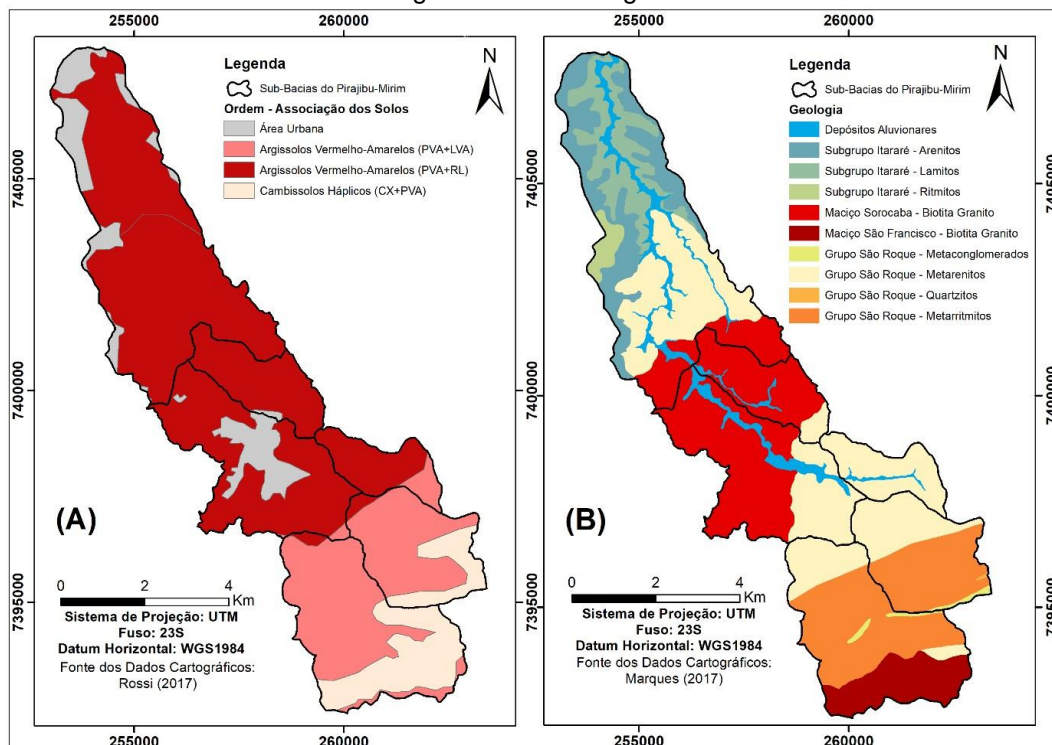 255000
260000
N
Legenda
Sub-Bacias do Pirajibu-Mirim
Ordem - Associação dos Solos
Área Urbana
Argissolos Vermelho-Amarelos (PVA+LVA)
Argissolos Vermelho-Amarelos (PVA+RL)
Cambissolos Háplicos (CX+PVA)
7405000
7400000
7395000
(A)
0 2 4
Km
Sistema de Projeção: UTM
Fuso: 23S
Datum Horizontal: WGS1984
Fonte dos Dados Cartográficos:
Rossi (2017)
255000
260000
255000
260000
N
Legenda
Sub-Bacias do Pirajibu-Mirim
Geologia
Depósitos Aluvionares
Subgrupo Itararé - Arenitos
Subgrupo Itararé - Lamitos
Subgrupo Itararé - Ritmitos
Maciço Sorocaba - Biotita Granito
Maciço São Francisco - Biotita Granito
Grupo São Roque - Metaconglomerados
Grupo São Roque - Metarenitos
Grupo São Roque - Quartzitos
Grupo São Roque - Metarritmitos
7405000
7400000
7395000
(B)
0 2 4
Km
Sistema de Projeção: UTM
Fuso: 23S
Datum Horizontal: WGS1984
Fonte dos Dados Cartográficos:
Marques (2017)
7405000
7400000
7395000
255000
260000